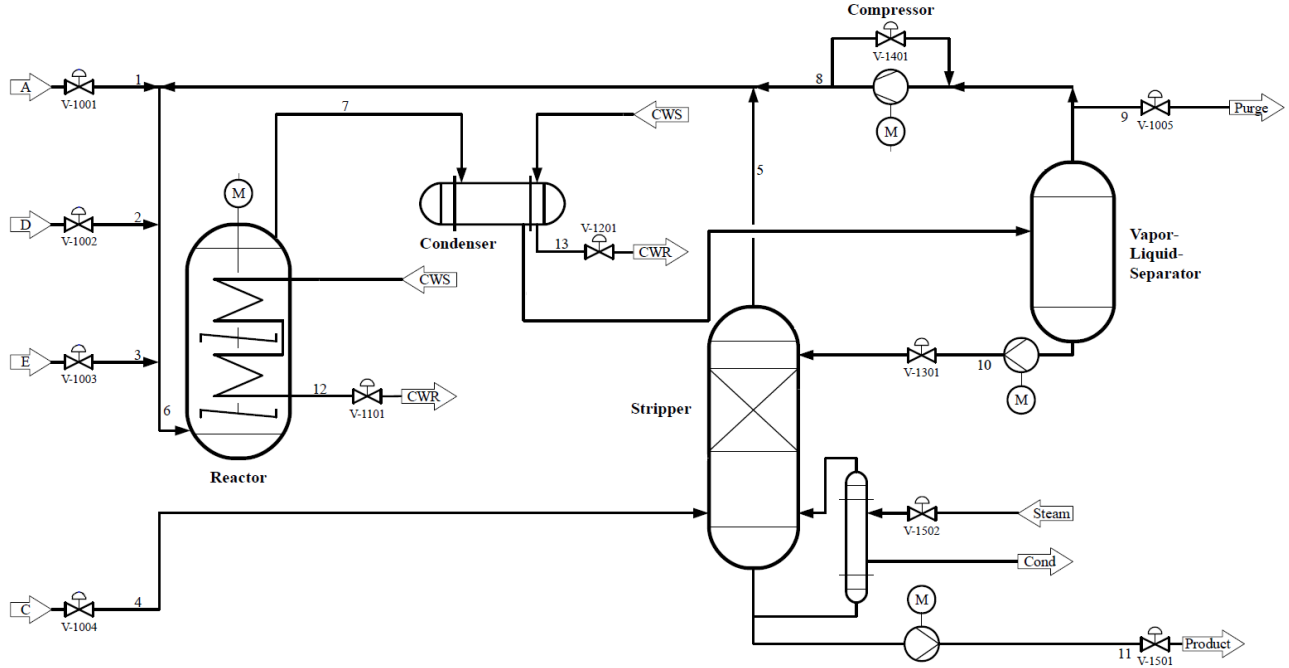 Compressor
V-1401
A
V-1001
1
8
7
CWS
9
V-1005
Purge
M
5
M
D
V-1002
2
Condenser
13
V-1201
CWR
Vapor-
Liquid-
Separator
CWS
E
V-1003
3
12
V-1101
CWR
V-1301
10
M
6
Stripper
Reactor
V-1502
Steam
Cond
C
V-1004
4
M
11
V-1501
Product